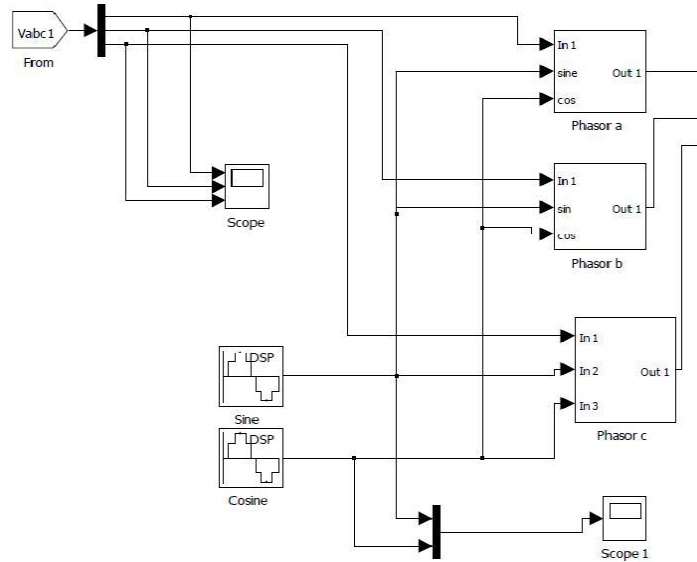 Vabc1
From
Scope
In 1
sine
cos
Out 1
Phasor a
In 1
sin
cos
Out 1
Phasor b
In 1
In 2
In 3
Out 1
Phasor c
DSP
Sine
DSP
Cosine
Scope 1